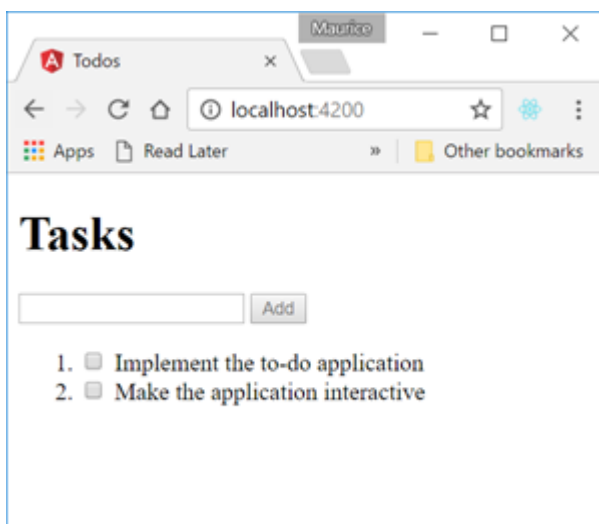 Maurice
Todos
localhost:4200
Apps Read Later » Other bookmarks
Tasks
Add
1. Implement the to-do application
2. Make the application interactive